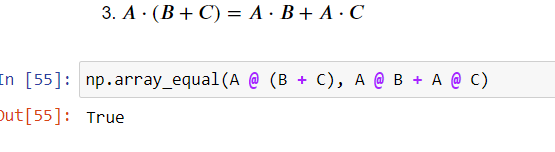 3. A · (B + C) = A · B + A · C
In [55]: np.array_equal(A @ (B + C), A @ B + A @ C)
Out[55]: True